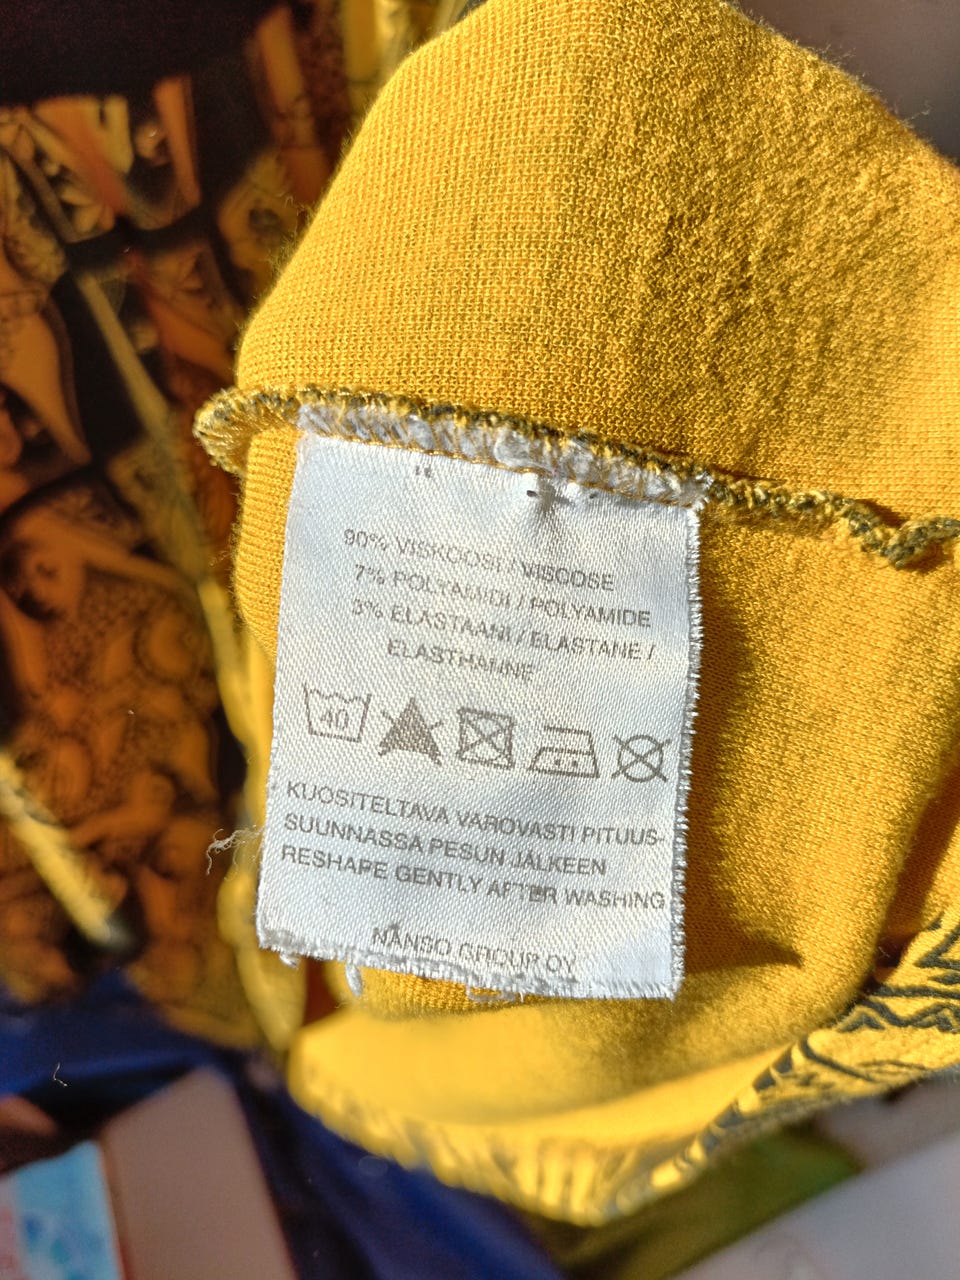 90% VISKOOSI / VISCOSE
7% POLYAMIDI / POLYAMIDE
3% ELASTAANI / ELASTANE /
ELASTHANNE
40
KUOSITELTAVA VAROVASTI PITUUS-
SUUNNASSA PESUN JÄLKEEN
RESHAPE GENTLY AFTER WASHING
NANSO GROUP OY